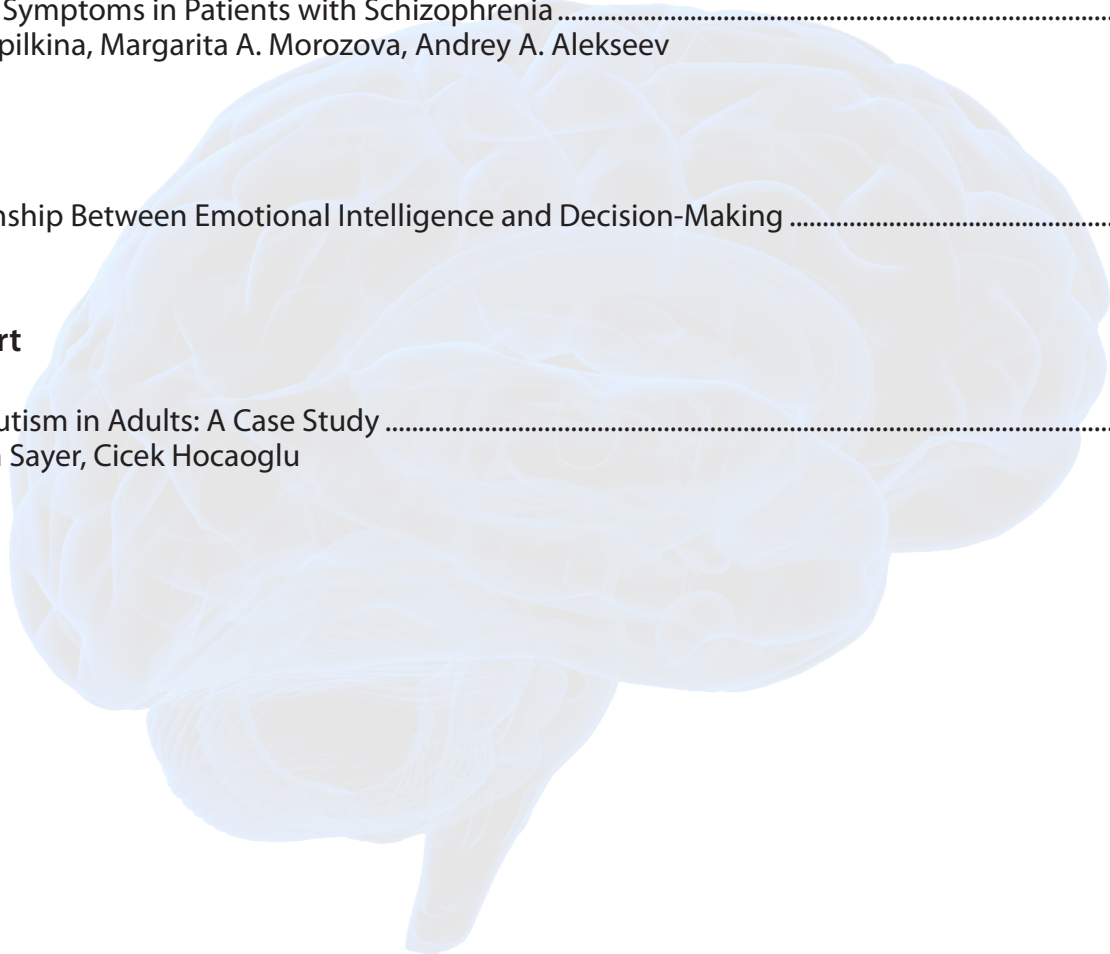 Symptoms in Patients with Schizophrenia................................................................................
pilkina, Margarita A. Morozova, Andrey A. Alekseev
nship Between Emotional Intelligence and Decision-Making..............................................
rt
utism in Adults: A Case Study..........................................................................................................
Sayer, Cicek Hocaoglu